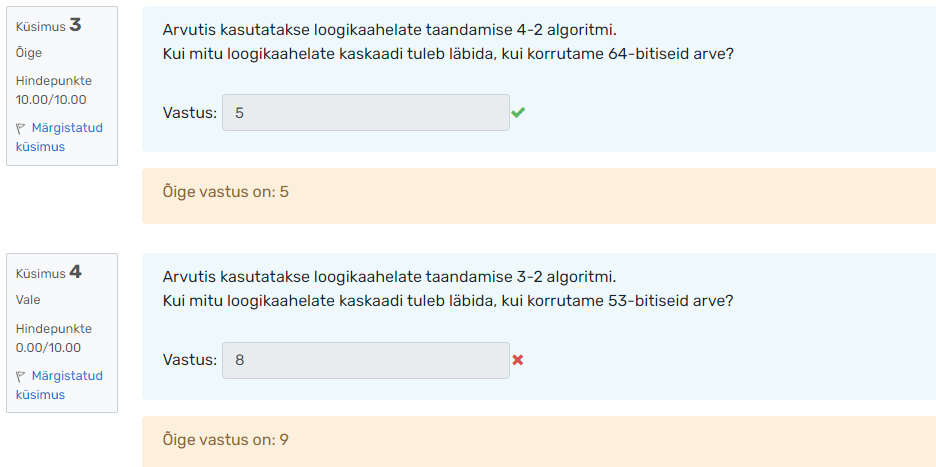 Küsimus 3
Õige
Hindepunkte
10.00/10.00
Märgistatud
küsimus
Arvutis kasutatakse loogikaahelate taandamise 4-2 algoritmi.
Kui mitu loogikaahelate kaskaadi tuleb läbida, kui korrutame 64-bitiseid arve?
Vastus: 5
Õige vastus on: 5
Küsimus 4
Vale
Hindepunkte
0.00/10.00
Märgistatud
küsimus
Arvutis kasutatakse loogikaahelate taandamise 3-2 algoritmi.
Kui mitu loogikaahelate kaskaadi tuleb läbida, kui korrutame 53-bitiseid arve?
Vastus: 8
Õige vastus on: 9